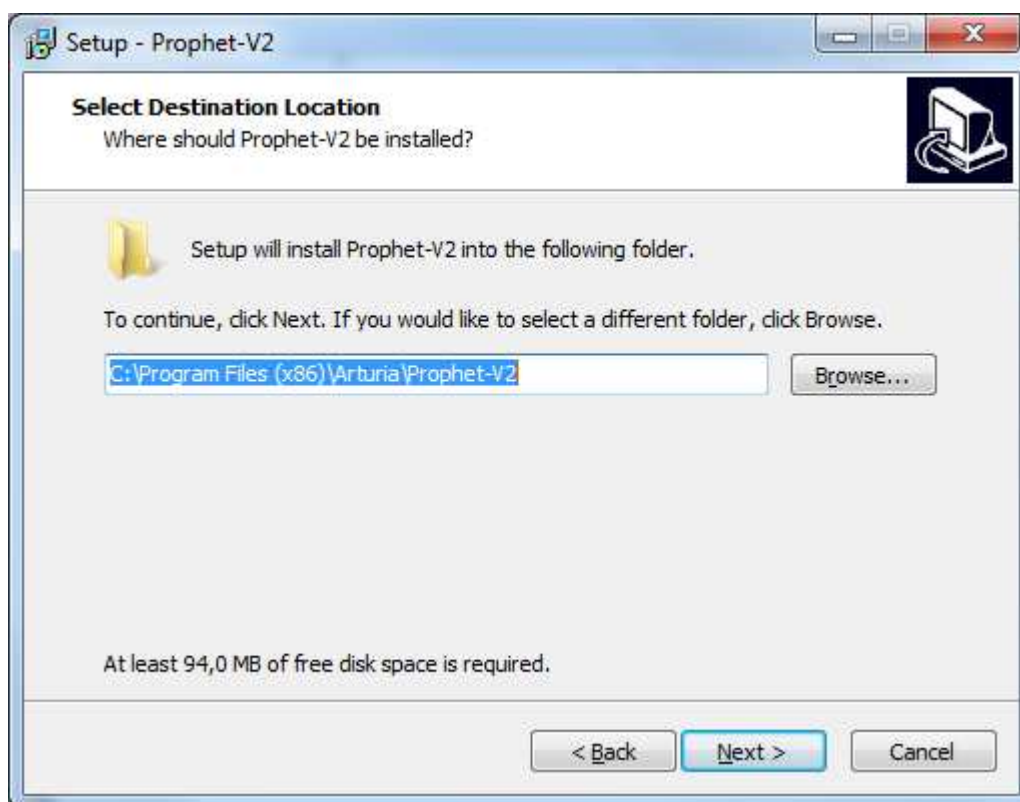 Setup - Prophet-V2
Select Destination Location
Where should Prophet-V2 be installed?
Setup will install Prophet-V2 into the following folder.
To continue, click Next. If you would like to select a different folder, click Browse.
C:\Program Files (x86)\Arturia\Prophet-V2
Browse...
At least 94,0 MB of free disk space is required.
< Back
Next >
Cancel